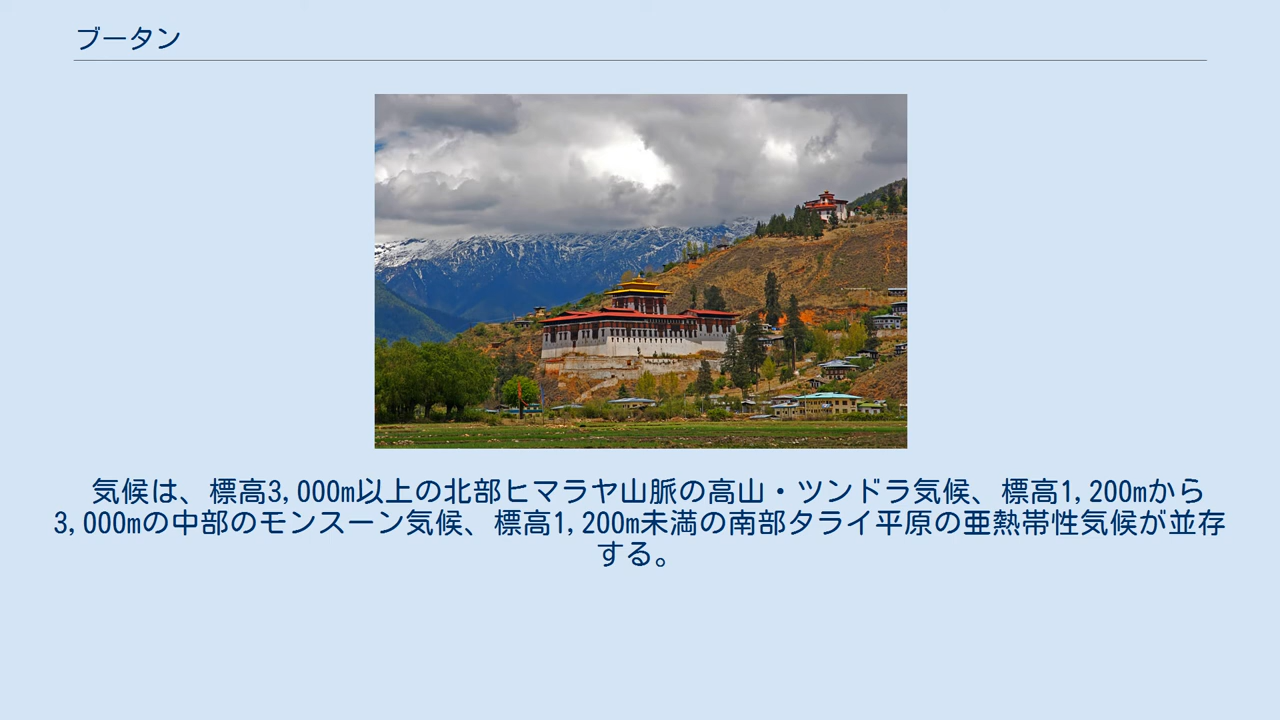 ブータン
気候は、標高3,000m以上の北部ヒマラヤ山脈の高山・ツンドラ気候、標高1,200mから
3,000mの中部のモンスーン気候、標高1,200m未満の南部タライ平原の亜熱帯性気候が並存
する。